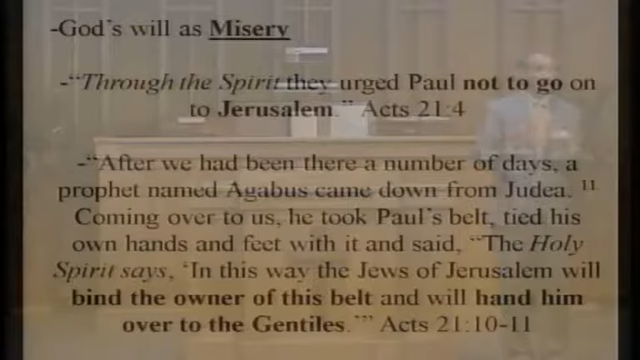 -God's will as Misery
-“Through the Spirit they urged Paul not to go on
to Jerusalem.” Acts 21:4
-“After we had been there a number of days, a
prophet named Agabus came down from Judea. 11
Coming over to us, he took Paul’s belt, tied his
own hands and feet with it and said, “The Holy
Spirit says, ‘In this way the Jews of Jerusalem will
bind the owner of this belt and will hand him
over to the Gentiles.’” Acts 21:10-11